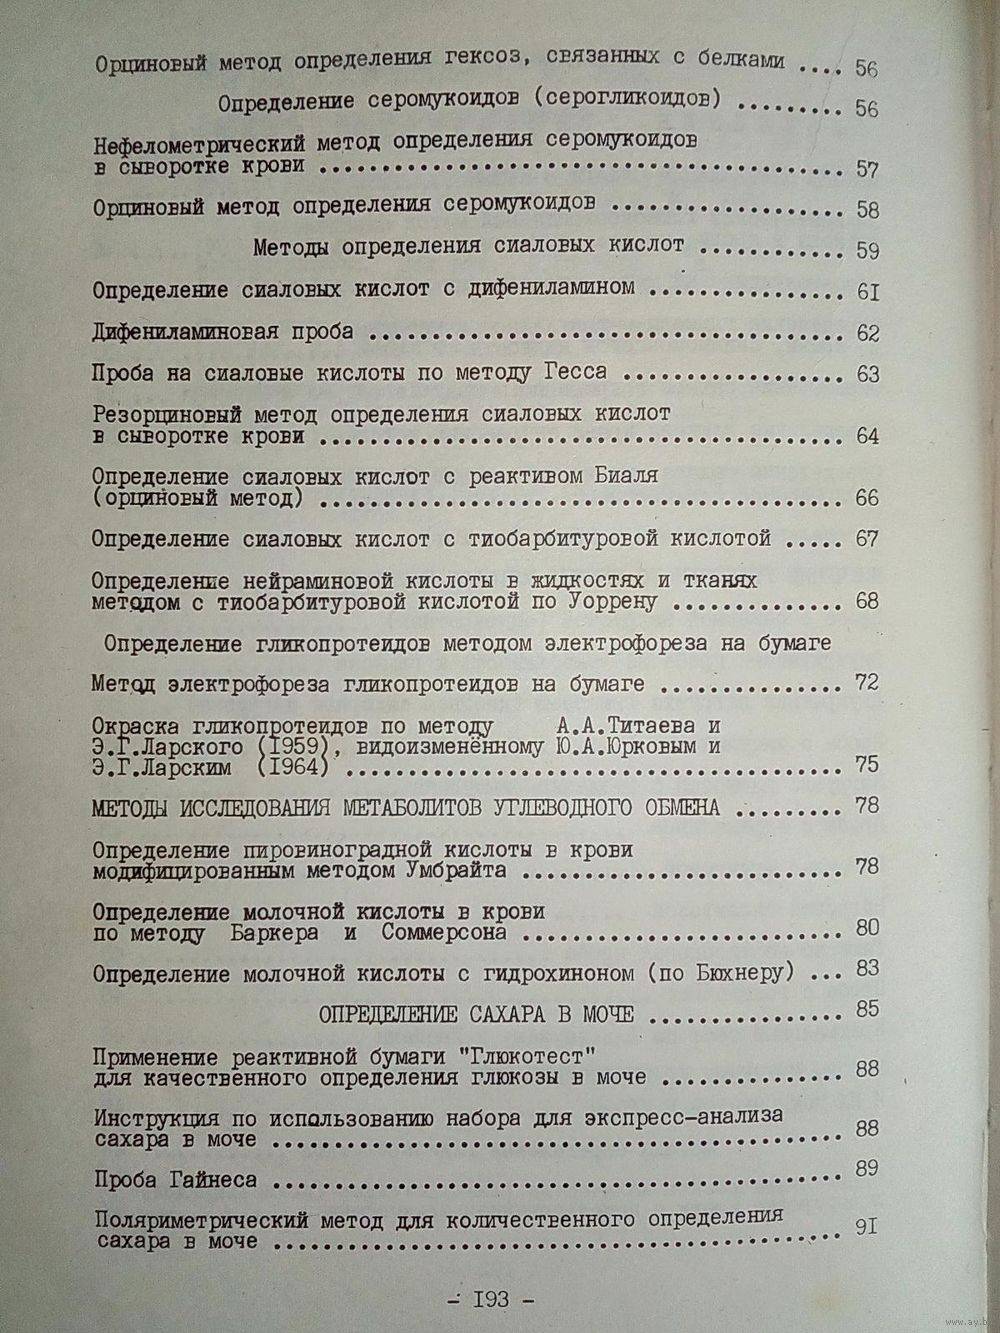 Орциновый метод определения гексоз, связанных с белками .... 56
Определение серомукоидов (серогликоидов) ......... 56
Нефелометрический метод определения серомукоидов
в сыворотке крови .......................................... 57
Орциновый метод определения серомукоидов ................... 58
Методы определения сиаловых кислот ............ 59
Определение сиаловых кислот с дифениламином ................ 61
Дифениламиновая проба ...................................... 62
Проба на сиаловые кислоты по методу Гесса .................. 63
Резорциновый метод определения сиаловых кислот
в сыворотке крови .......................................... 64
Определение сиаловых кислот с реактивом Биаля
(орциновый метод) .......................................... 66
Определение сиаловых кислот с тиобарбитуровой кислотой ..... 67
Определение нейраминовой кислоты в жидкостях и тканях
методом с тиобарбитуровой кислотой по Уоррену .............. 68
Определение гликопротеидов методом электрофореза на бумаге
Метод электрофореза гликопротеидов на бумаге ............... 72
Окраска гликопротеидов по методу А.А.Титаева и
Э.Г.Ларского (1959), видоизменённому Ю.А.Юрковым и
Э.Г.Ларским (1964) ........................................ 75
МЕТОДЫ ИССЛЕДОВАНИЯ МЕТАБОЛИТОВ УГЛЕВОДНОГО ОБМЕНА ......... 78
Определение пировиноградной кислоты в крови
модифицированным методом Умбрайта .......................... 78
Определение молочной кислоты в крови
по методу Баркера и Соммерсона .......................... 80
Определение молочной кислоты с гидрохиноном (по Бюхнеру) ... 83
ОПРЕДЕЛЕНИЕ САХАРА В МОЧЕ ................ 85
Применение реактивной бумаги "Глюкотест"
для качественного определения глюкозы в моче ............... 88
Инструкция по использованию набора для экспресс-анализа
сахара в моче .............................................. 88
Проба Гайнеса .............................................. 89
Поляриметрический метод для количественного определения
сахара в моче .............................................. 91
- 193 -